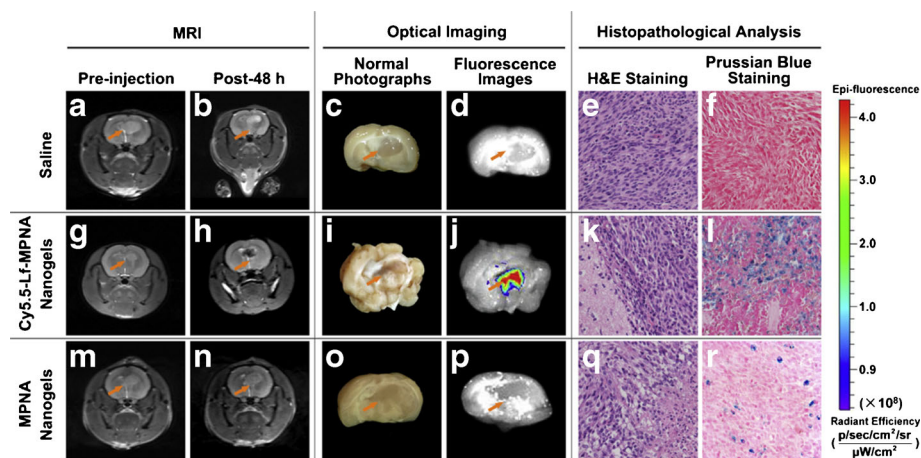 MRI
Optical Imaging
Histopathological Analysis
Pre-injection
Post-48 h
Normal
Photographs
Fluorescence
Images
H&E Staining
Prussian Blue
Staining
Epi-fluorescence
Saline
a
b
c
d
e
f
4.0
3.0
2.0
1.0
0.9
(×10⁸)
Cy5.5-Lf-MPNA
Nanogels
g
h
i
j
k
l
MPNA
Nanogels
m
n
o
p
q
r
Radiant Efficiency
(p/sec/cm²/sr
µW/cm²)